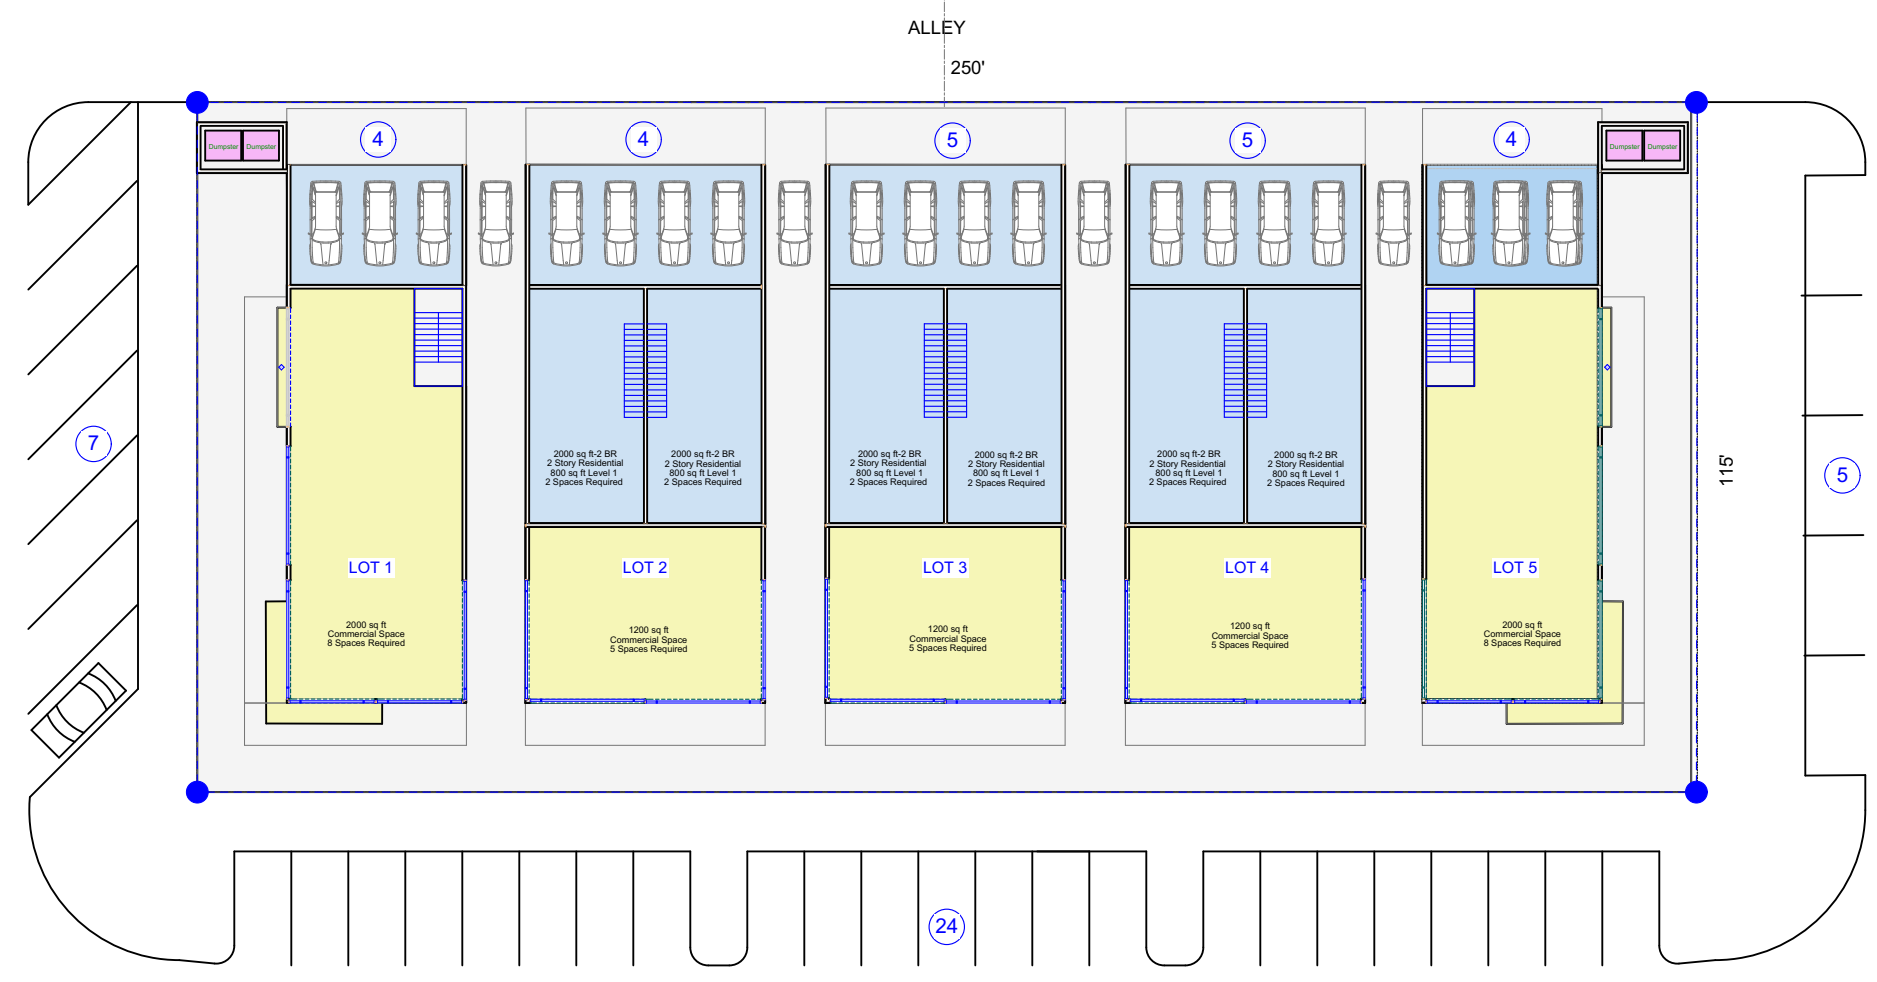 ALLEY
250'
4
4
5
5
4
Dumpster
Dumpster
Dumpster
Dumpster
7
5
115'
2000 sq ft-2 BR
2 Story Residential
800 sq ft Level 1
2 Spaces Required
2000 sq ft-2 BR
2 Story Residential
800 sq ft Level 1
2 Spaces Required
2000 sq ft-2 BR
2 Story Residential
800 sq ft Level 1
2 Spaces Required
2000 sq ft-2 BR
2 Story Residential
800 sq ft Level 1
2 Spaces Required
2000 sq ft-2 BR
2 Story Residential
800 sq ft Level 1
2 Spaces Required
2000 sq ft-2 BR
2 Story Residential
800 sq ft Level 1
2 Spaces Required
LOT 1
LOT 2
LOT 3
LOT 4
LOT 5
2000 sq ft
Commercial Space
8 Spaces Required
1200 sq ft
Commercial Space
5 Spaces Required
1200 sq ft
Commercial Space
5 Spaces Required
1200 sq ft
Commercial Space
5 Spaces Required
2000 sq ft
Commercial Space
8 Spaces Required
24